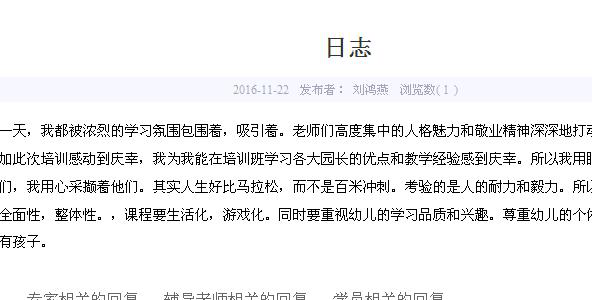 日志
2016-11-22 发布者： 刘鸿燕 浏览数( 1 )
一天，我都被浓烈的学习氛围包围着，吸引着。老师们高度集中的人格魅力和敬业精神深深地打动
加此次培训感动到庆幸，我为我能在培训班学习各大园长的优点和教学经验感到庆幸。所以我用眼
们，我用心采撷着他们。其实人生好比马拉松，而不是百米冲刺。考验的是人的耐力和毅力。所以
全面性，整体性。，课程要生活化，游戏化。同时要重视幼儿的学习品质和兴趣。尊重幼儿的个体
有孩子。
专家相关的回复 辅导老师相关的回复 学员相关的回复